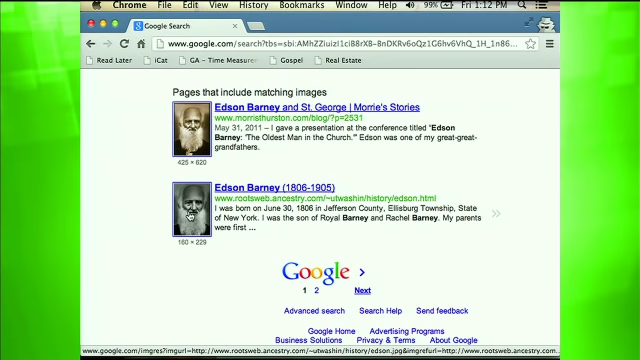 Chrome File Edit View History Bookmarks Window Help 99% Fri 1:12 PM
Google Search
www.google.com/search?tbs=sbi:
Read Later iCat GA – Time Measurer Gospel Real Estate
Pages that include matching images
Edson Barney and St. George | Morrie's Stories
www.morristhurston.com/blog/?p=2531
May 31, 2011 – I gave a presentation at the conference titled "Edson
Barney: 'The Oldest Man in the Church.'" Edson was one of my great-great-
grandfathers.
425 × 620
Edson Barney (1806-1905)
www.rootsweb.ancestry.com/~utwashin/history/edson.html
I was born on June 30, 1806 in Jefferson County, Ellisburg Township, State
of New York. I was the son of Royal Barney and Rachel Barney. My parents
were first ...
160 × 229
Google
1 2 Next
Advanced search Search Help Send feedback
Google Home Advertising Programs
Business Solutions Privacy & Terms About Google
www.google.com/imgres?imgurl=http://www.rootsweb.ancestry.com/~utwashin/history/edson.jpg&imgrefurl=http://www.rootsweb.ancestry.com...